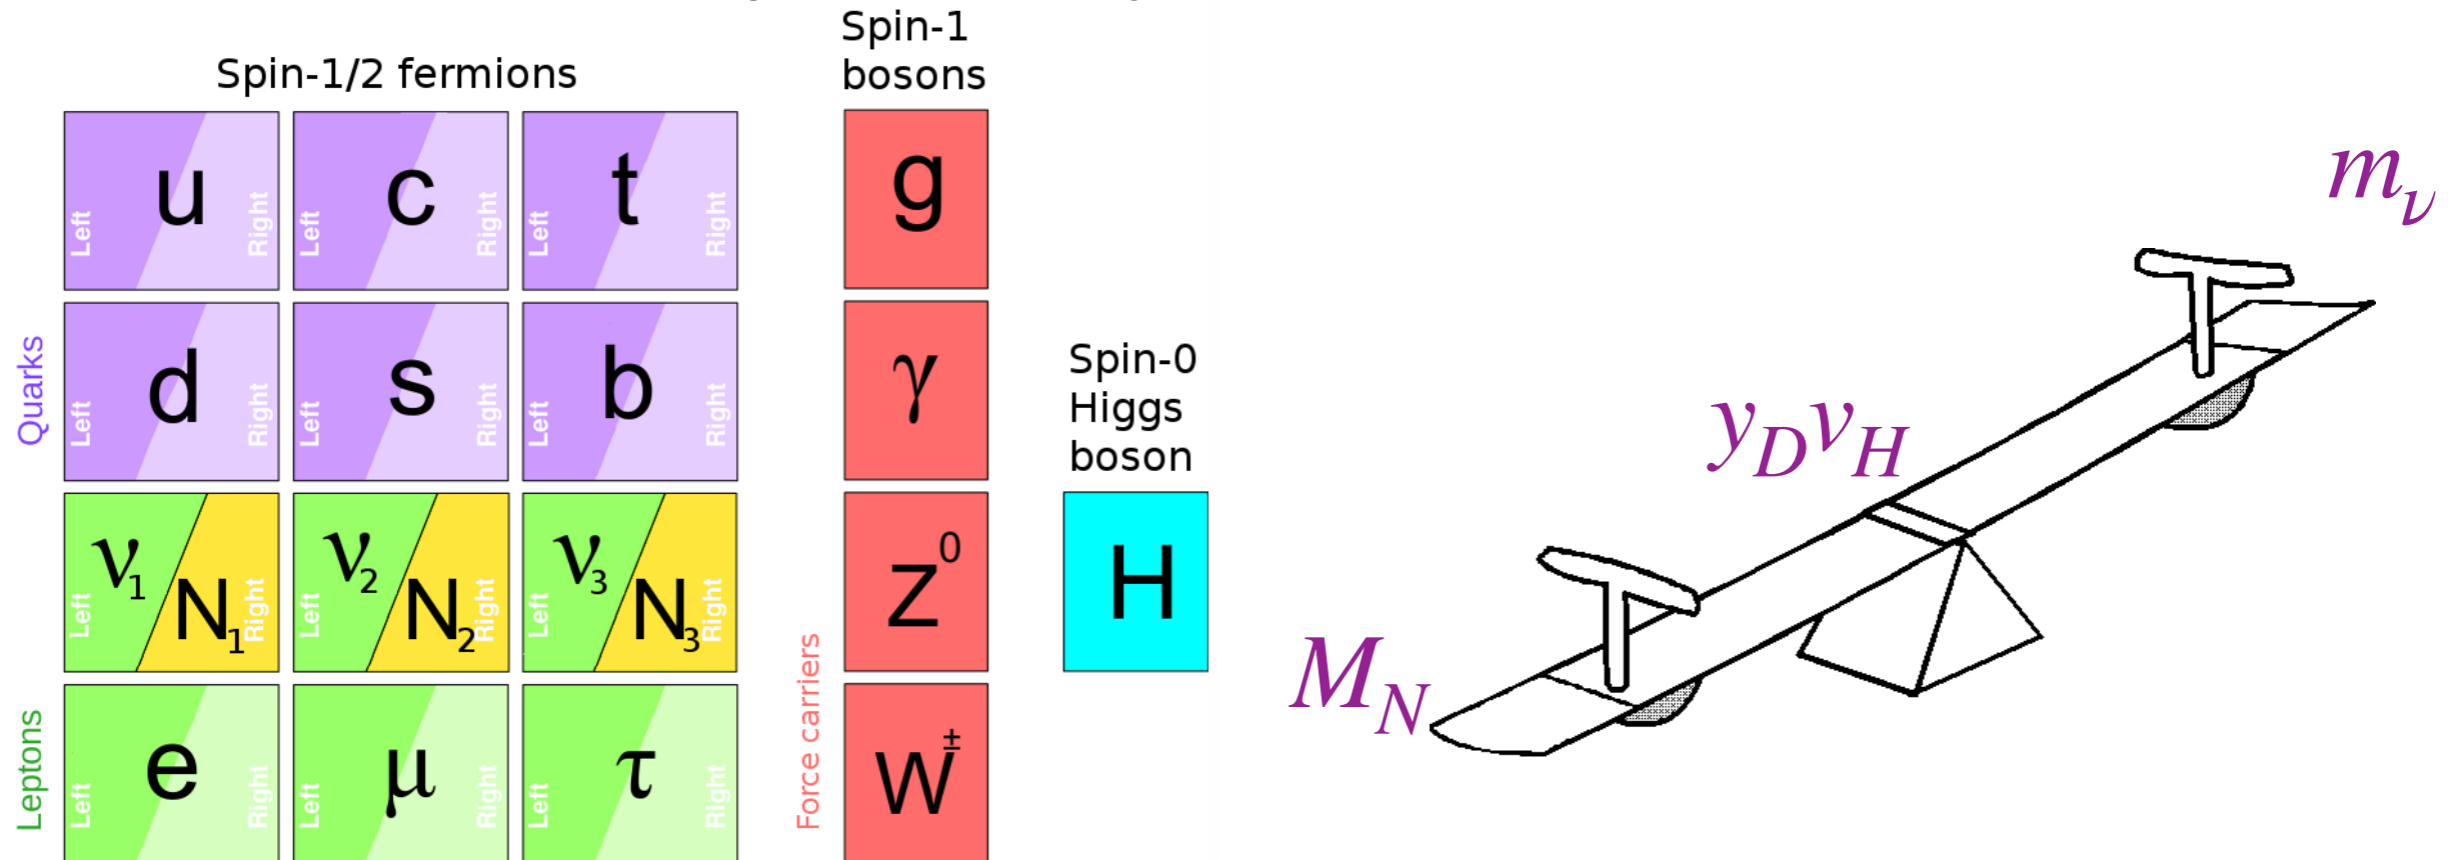 Spin-1/2 fermions
Quarks
Leptons
Left u Right
Left c Right
Left t Right
Left d Right
Left s Right
Left b Right
Left ν1 N1 Right
Left ν2 N2 Right
Left ν3 N3 Right
Left e Right
Left μ Right
Left τ Right
Spin-1
bosons
Force carriers
g
γ
Z0
W±
Spin-0
Higgs
boson
H
mν
yDvH
MN